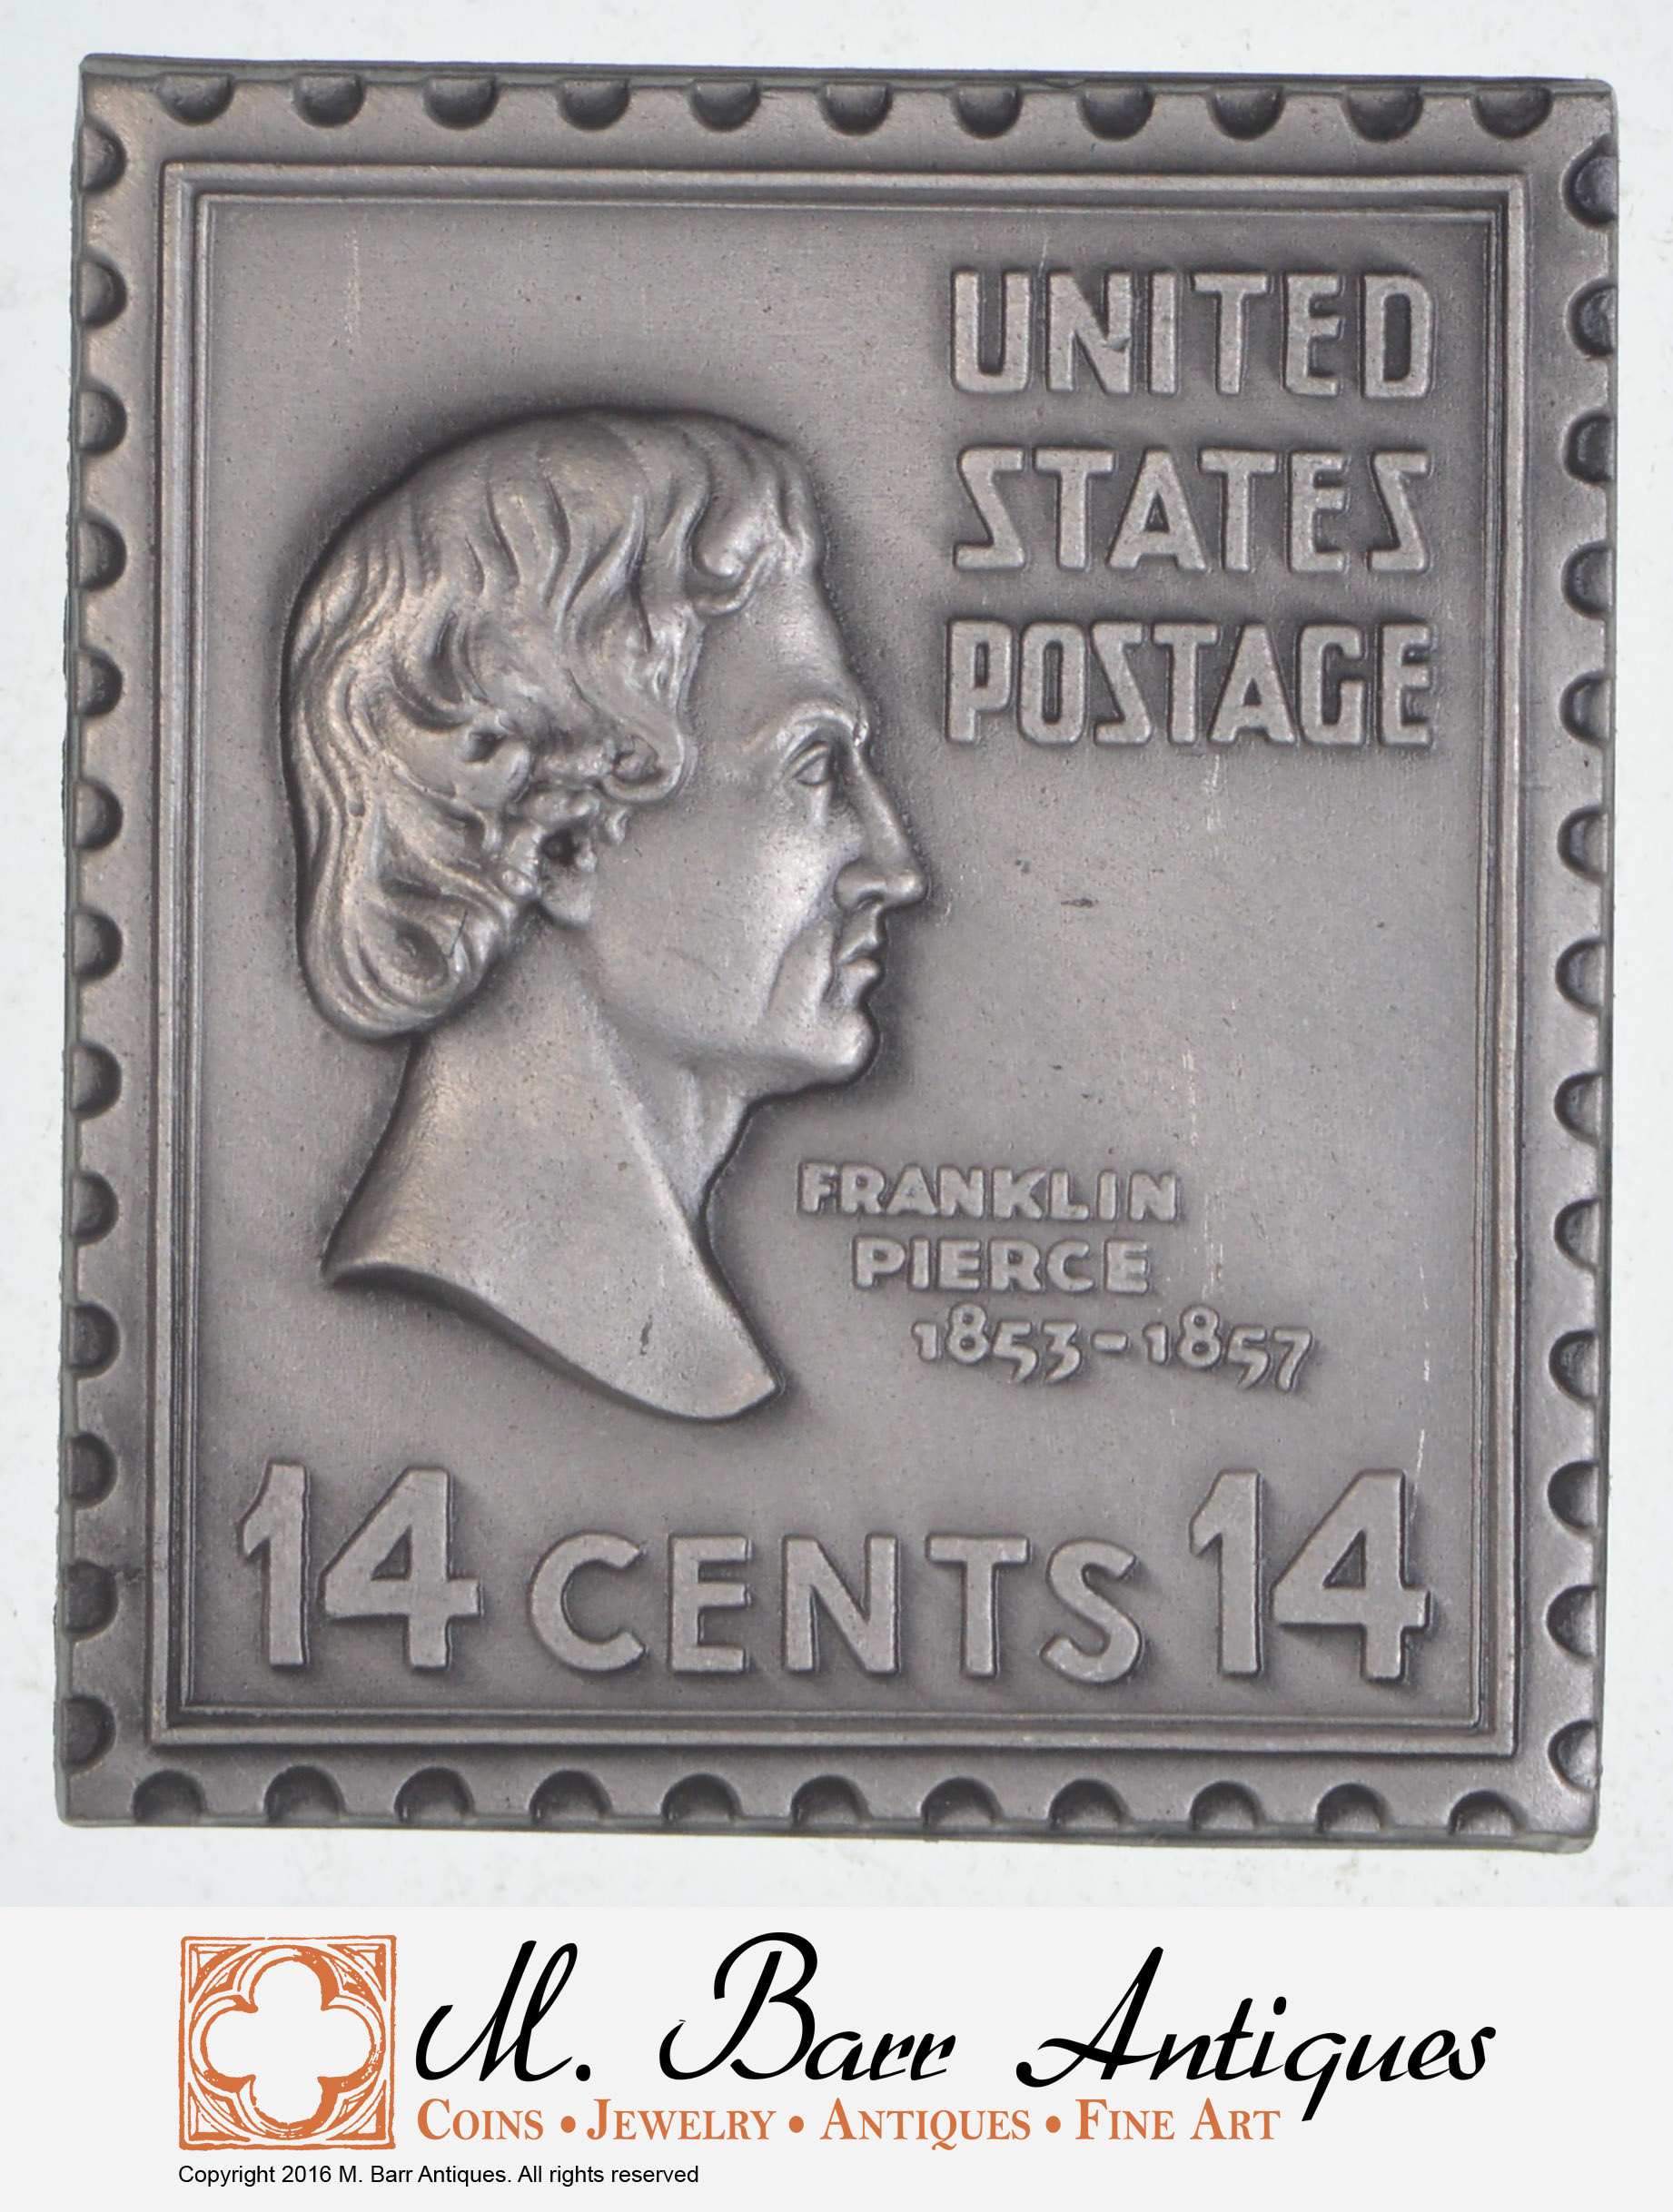 UNITED
STATES
POSTAGE
FRANKLIN
PIERCE
1853-1857
14 CENTS 14
M. Barr Antiques
COINS • JEWELRY • ANTIQUES • FINE ART
Copyright 2016 M. Barr Antiques. All rights reserved